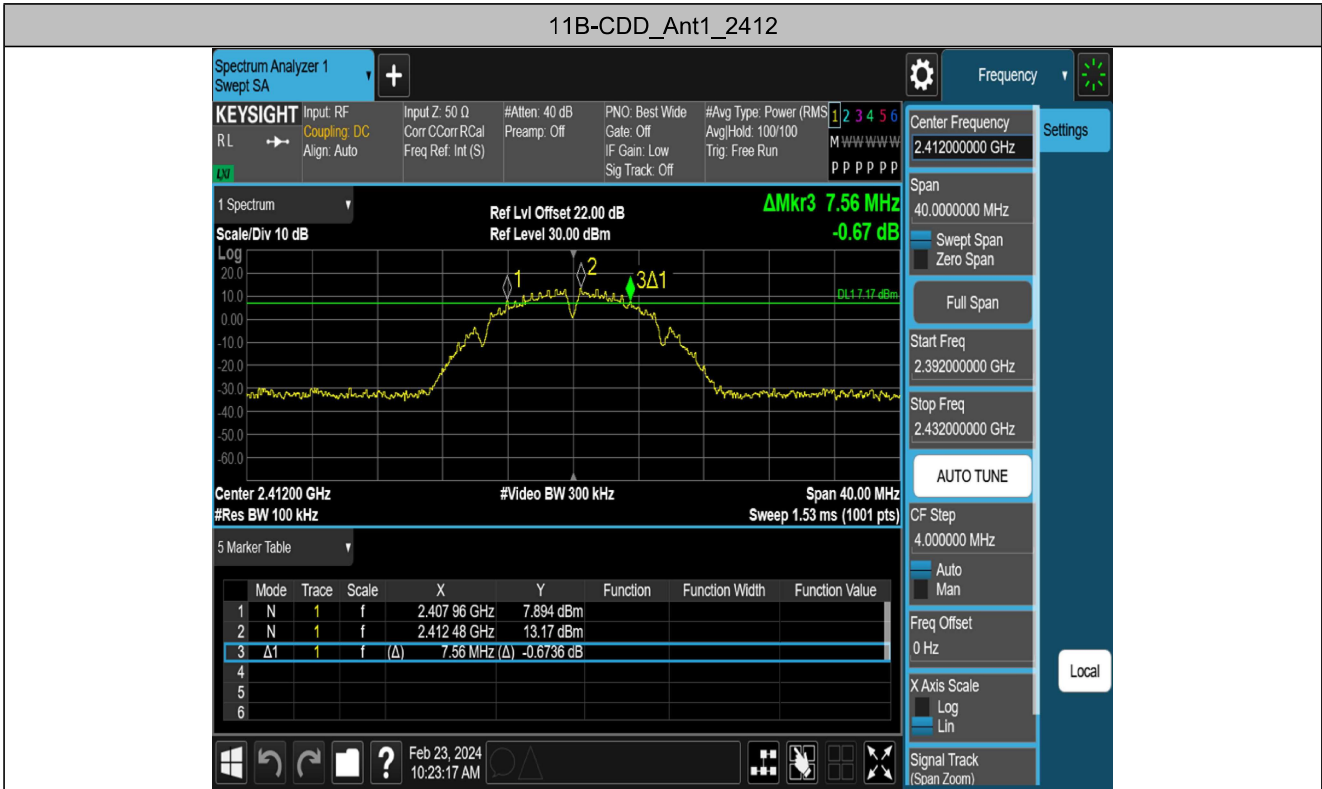 11B-CDD_Ant1_2412
Spectrum Analyzer 1
Swept SA
+
Frequency
KEYSIGHT
RL
LXI
Input: RF
Coupling: DC
Align: Auto
Input Z: 50 Ω
Corr CCorr RCal
Freq Ref: Int (S)
#Atten: 40 dB
Preamp: Off
PNO: Best Wide
Gate: Off
IF Gain: Low
Sig Track: Off
#Avg Type: Power (RMS
Avg|Hold: 100/100
Trig: Free Run
1 2 3 4 5 6
M W W W W W
P P P P P P
1 Spectrum
Scale/Div 10 dB
Ref Lvl Offset 22.00 dB
Ref Level 30.00 dBm
ΔMkr3 7.56 MHz
-0.67 dB
Log
20.0
10.0
0.00
-10.0
-20.0
-30.0
-40.0
-50.0
-60.0
1
2
3Δ1
DL1 7.17 dBm
Center 2.41200 GHz
#Video BW 300 kHz
Span 40.00 MHz
#Res BW 100 kHz
Sweep 1.53 ms (1001 pts)
5 Marker Table
Mode Trace Scale X Y Function Function Width Function Value
1 N 1 f 2.407 96 GHz 7.894 dBm
2 N 1 f 2.412 48 GHz 13.17 dBm
3 Δ1 1 f (Δ) 7.56 MHz (Δ) -0.6736 dB
4
5
6
Feb 23, 2024
10:23:17 AM
?
Center Frequency
2.412000000 GHz
Settings
Span
40.0000000 MHz
Swept Span
Zero Span
Full Span
Start Freq
2.392000000 GHz
Stop Freq
2.432000000 GHz
AUTO TUNE
CF Step
4.000000 MHz
Auto
Man
Freq Offset
0 Hz
X Axis Scale
Log
Lin
Local
Signal Track
(Span Zoom)